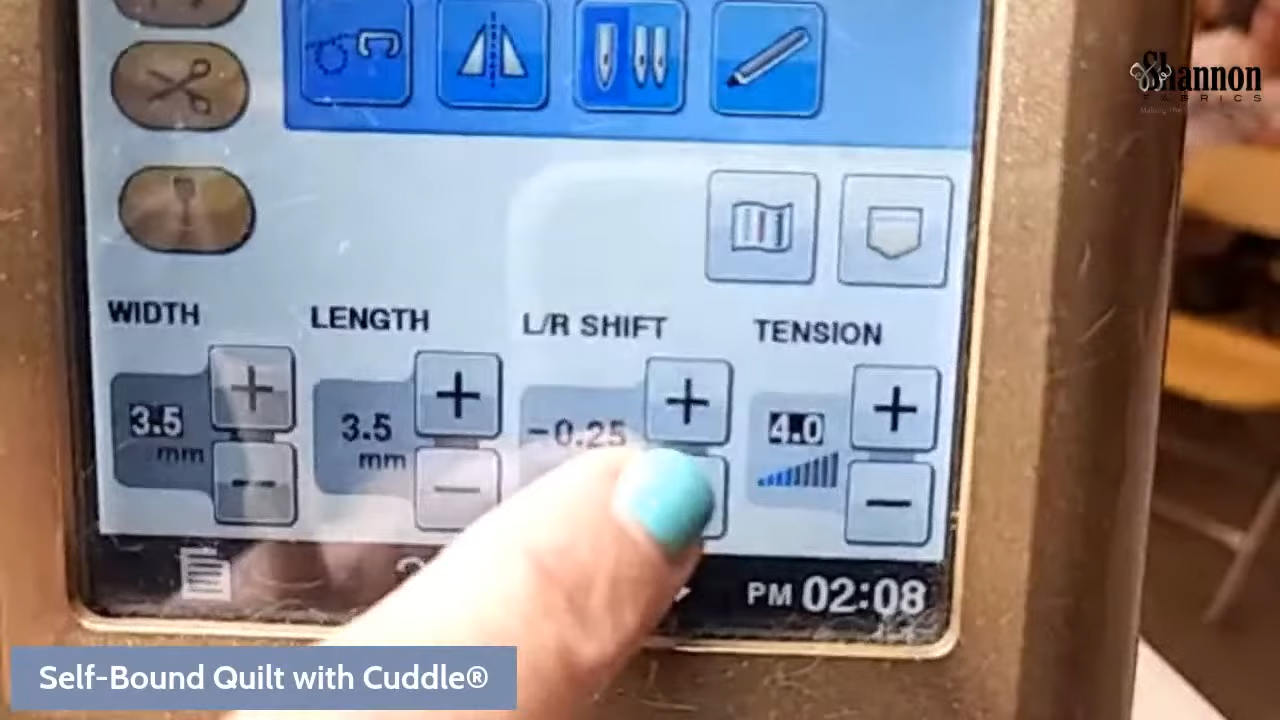 Shannon
FABRICS
WIDTH LENGTH L/R SHIFT TENSION
3.5 mm 3.5 mm -0.25 4.0
PM 02:08
Self-Bound Quilt with Cuddle®